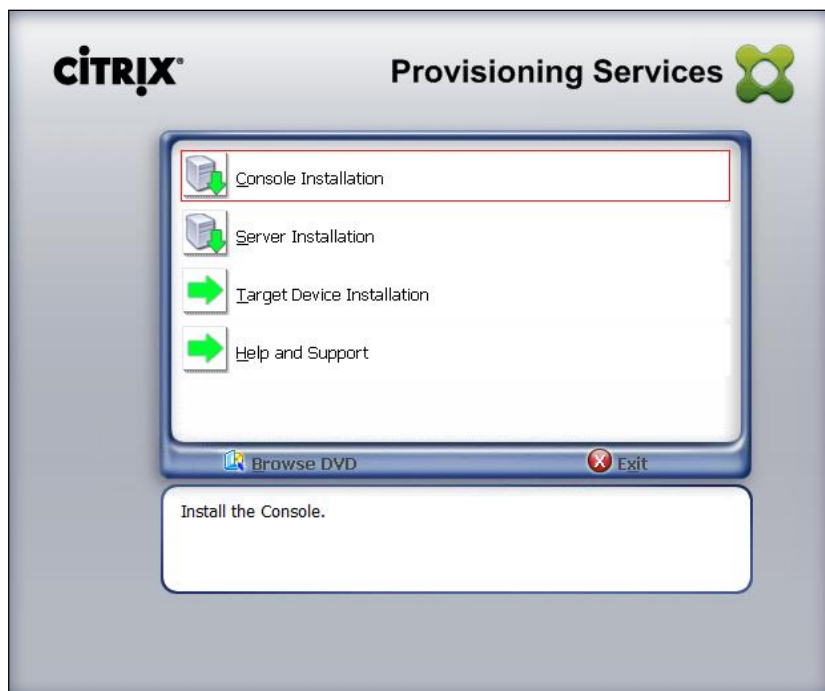 CITRIX®
Provisioning Services
Console Installation
Server Installation
Target Device Installation
Help and Support
Browse DVD
Exit
Install the Console.